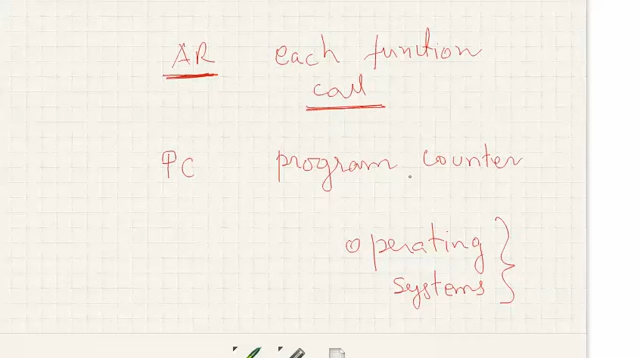 AR each function
call
PC program counter
operating
systems